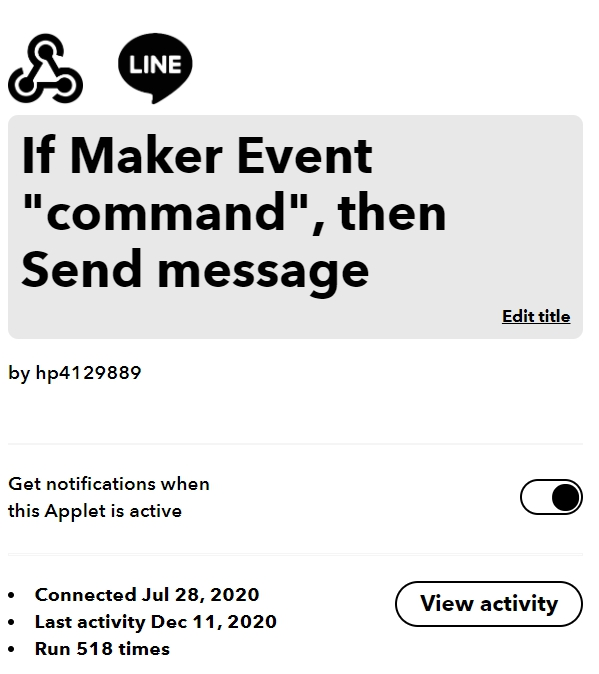 LINE
If Maker Event
"command", then
Send message
Edit title
by hp4129889
Get notifications when
this Applet is active
Connected Jul 28, 2020
Last activity Dec 11, 2020
Run 518 times
View activity